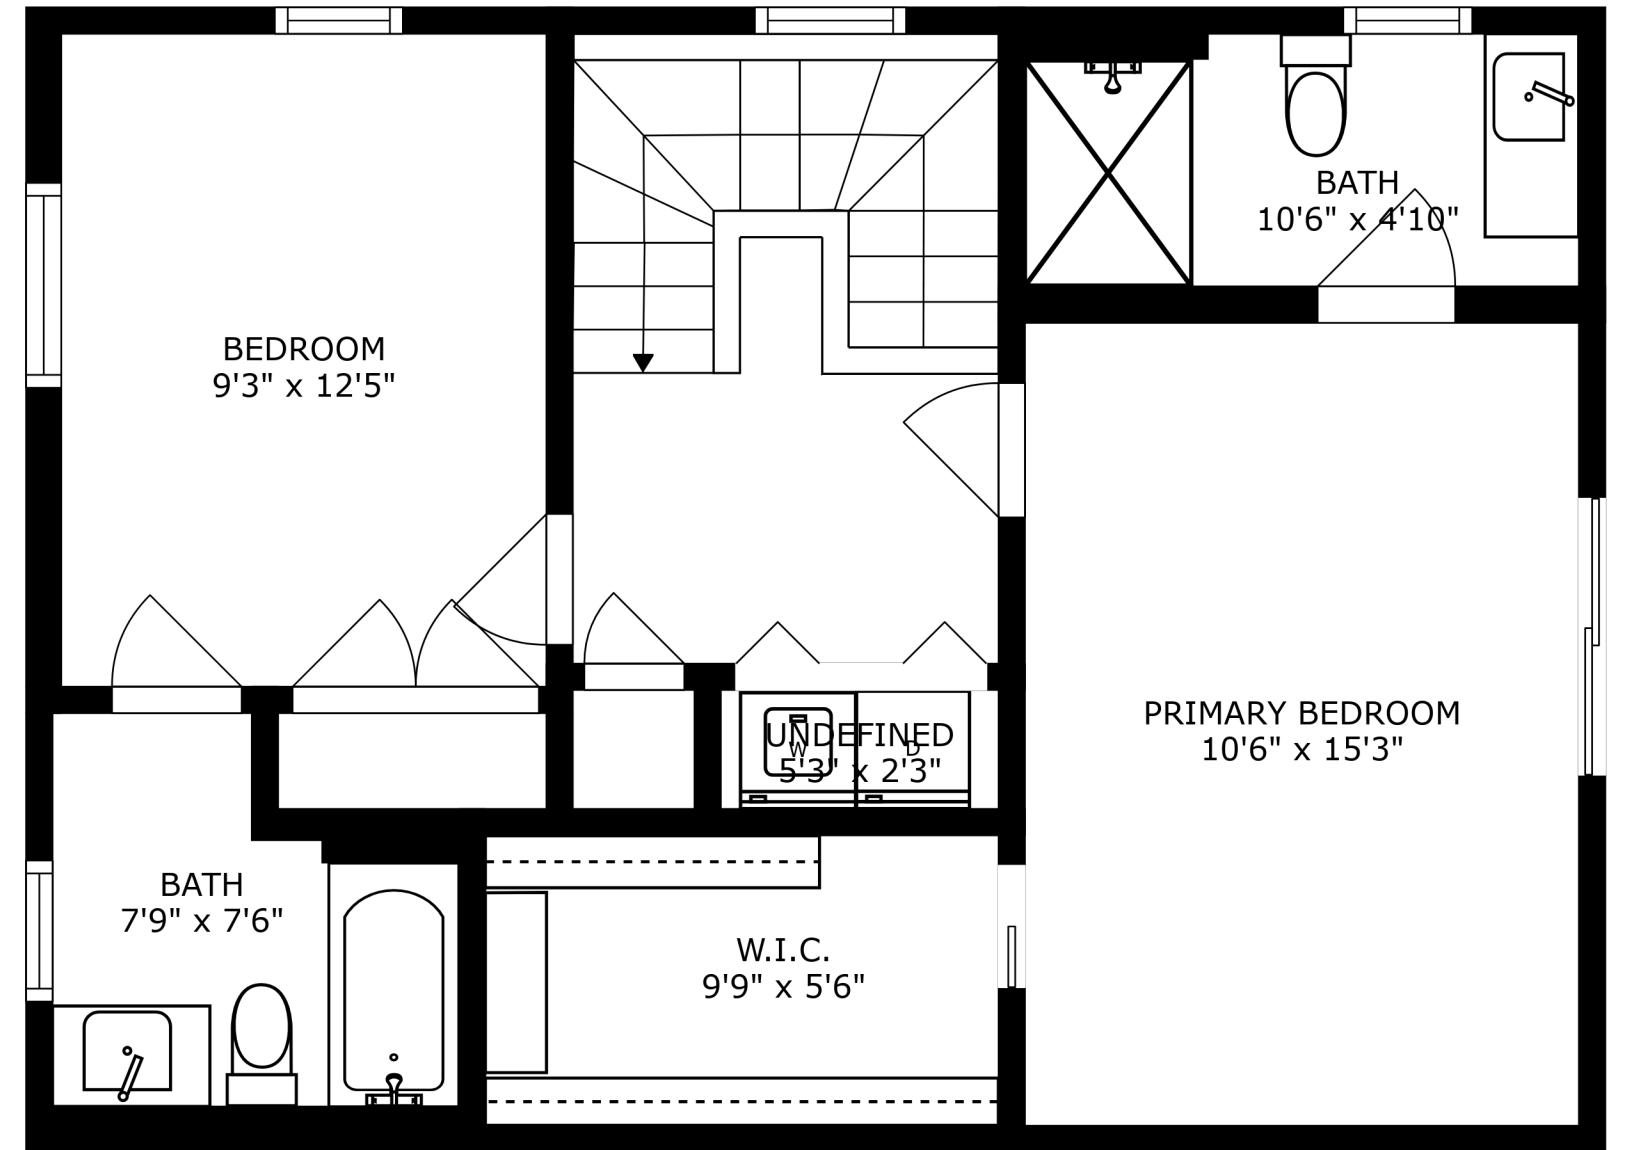 BATH
10'6" x 4'10"
BEDROOM
9'3" x 12'5"
PRIMARY BEDROOM
10'6" x 15'3"
UNDEFINED
W
D
5'3" x 2'3"
BATH
7'9" x 7'6"
W.I.C.
9'9" x 5'6"